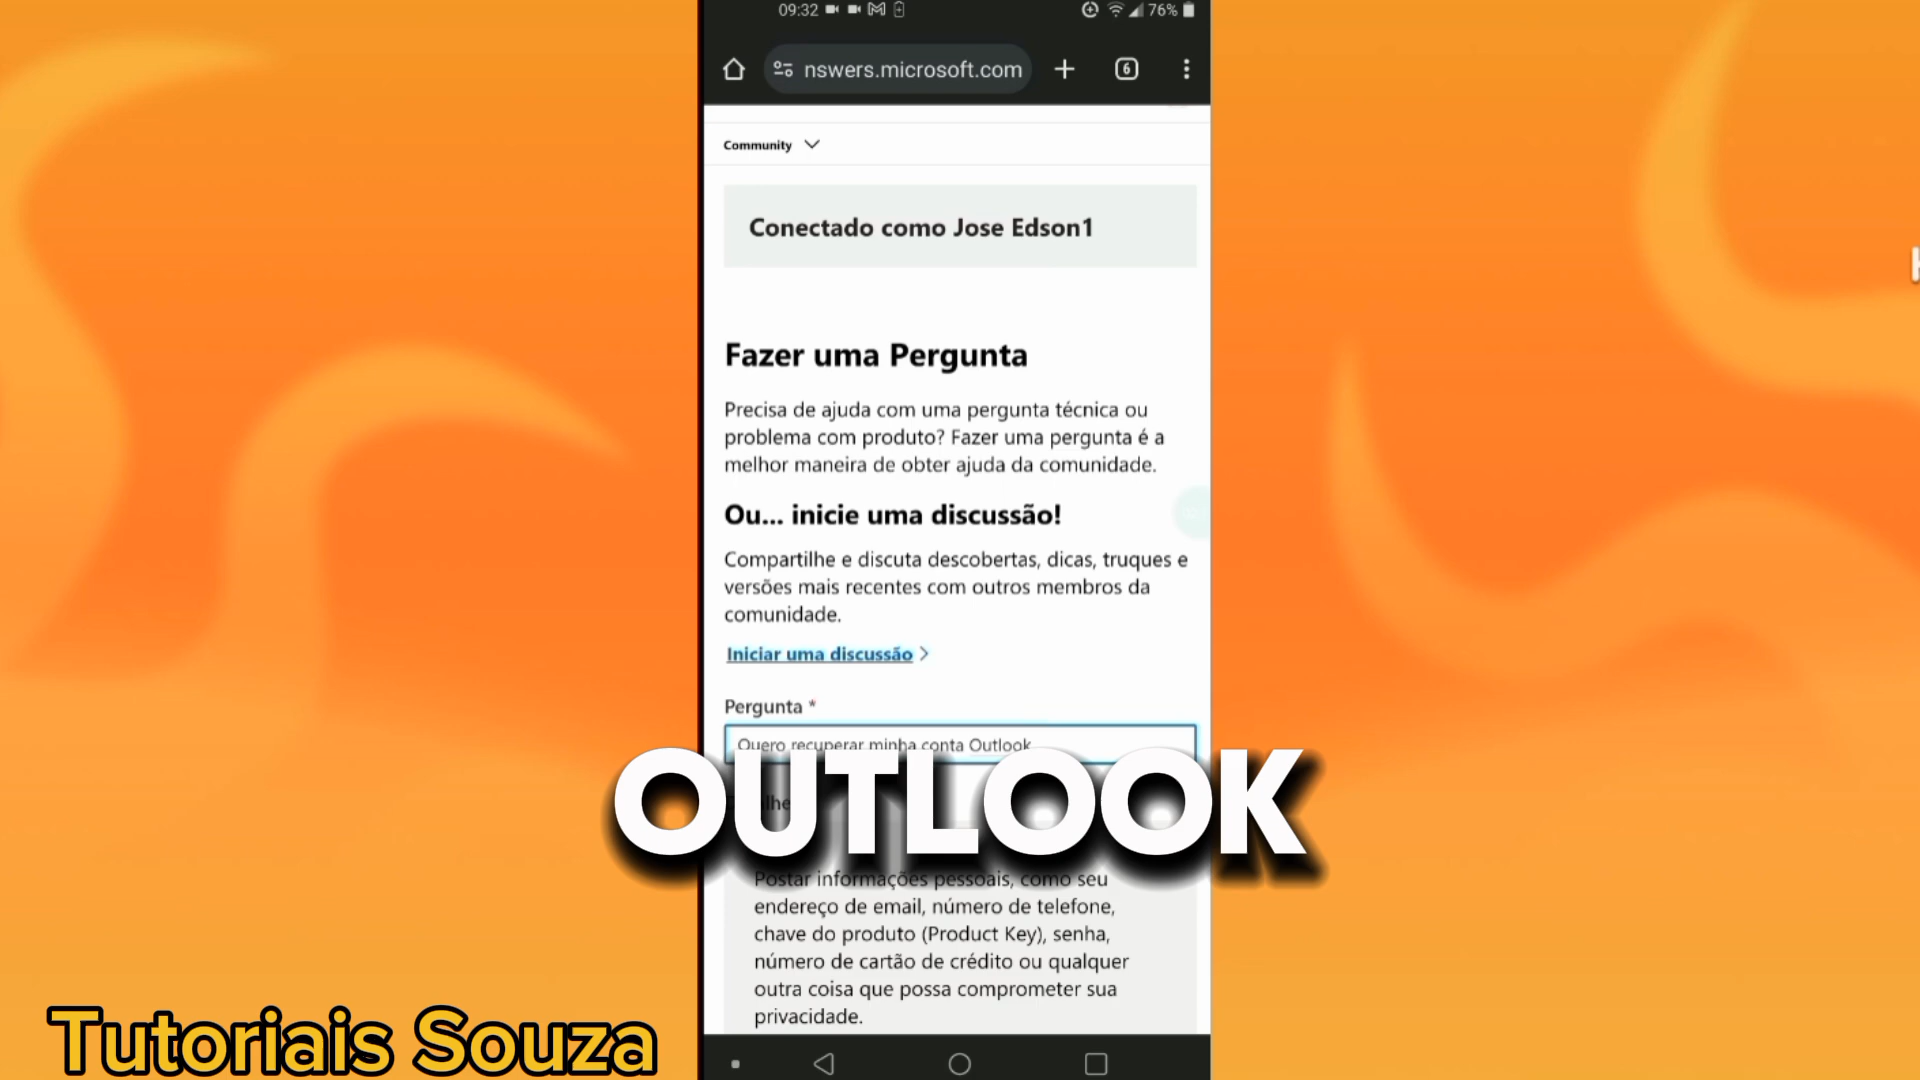 09:32
76%
nswers.microsoft.com
6
Community
Conectado como Jose Edson1
Fazer uma Pergunta
Precisa de ajuda com uma pergunta técnica ou
problema com produto? Fazer uma pergunta é a
melhor maneira de obter ajuda da comunidade.
Ou... inicie uma discussão!
Compartilhe e discuta descobertas, dicas, truques e
versões mais recentes com outros membros da
comunidade.
Iniciar uma discussão
Pergunta *
Quero recuperar minha conta Outlook
OUTLOOK
Postar informações pessoais, como seu
endereço de email, número de telefone,
chave do produto (Product Key), senha,
número de cartão de crédito ou qualquer
outra coisa que possa comprometer sua
privacidade.
Tutoriais Souza